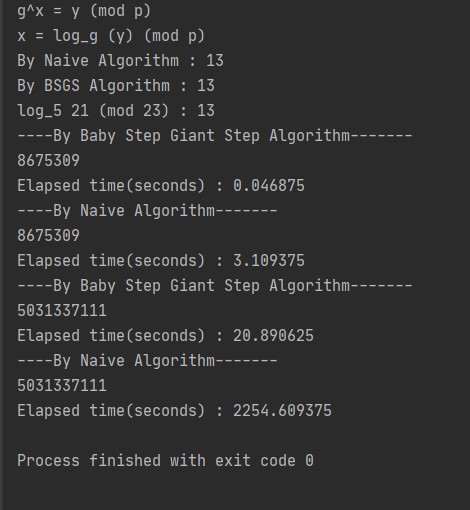 g^x = y (mod p)
x = log_g (y) (mod p)
By Naive Algorithm : 13
By BSGS Algorithm : 13
log_5 21 (mod 23) : 13
----By Baby Step Giant Step Algorithm-------
8675309
Elapsed time(seconds) : 0.046875
----By Naive Algorithm-------
8675309
Elapsed time(seconds) : 3.109375
----By Baby Step Giant Step Algorithm-------
5031337111
Elapsed time(seconds) : 20.890625
----By Naive Algorithm-------
5031337111
Elapsed time(seconds) : 2254.609375
Process finished with exit code 0